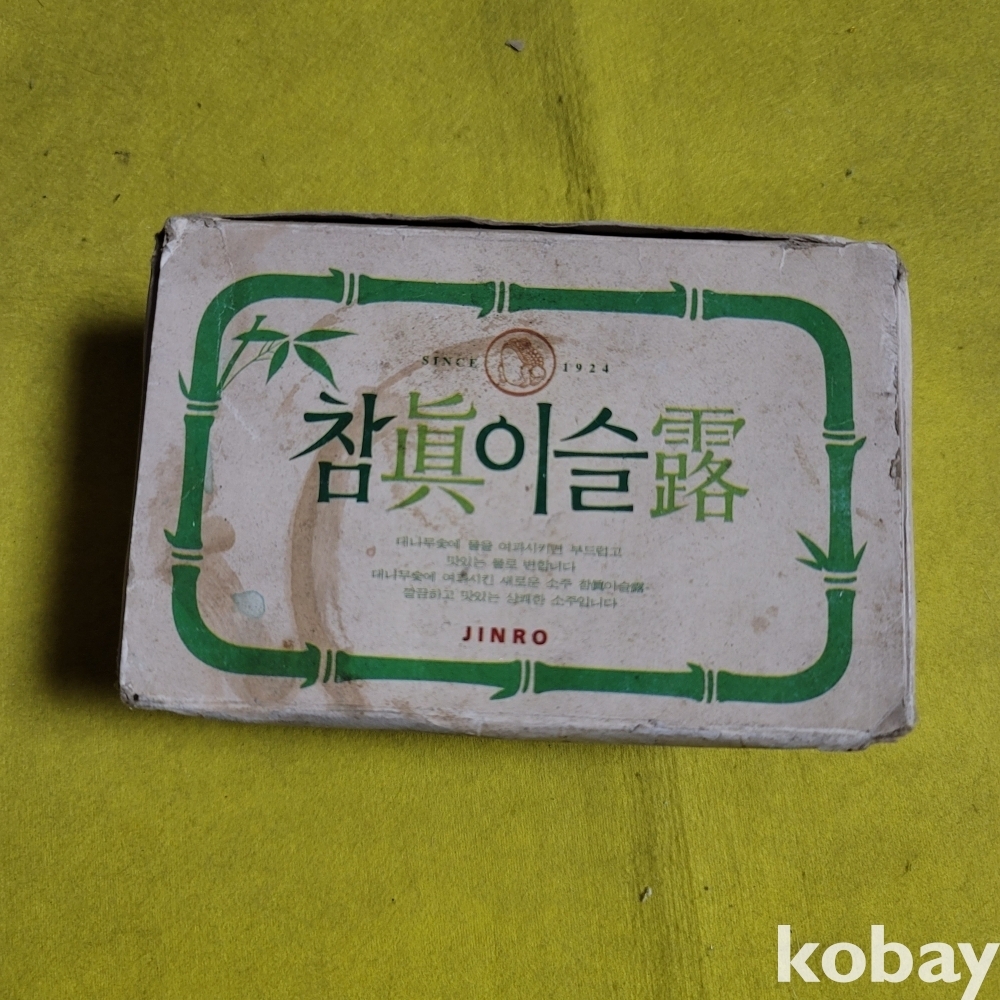 SINCE 1924
참眞이슬露
대나무숯에 물을 여과시키면 부드럽고
맛있는 물로 변합니다
대나무숯에 여과시킨 새로운 소주 참眞이슬露
깔끔하고 맛있는 상쾌한 소주입니다
JINRO
kobay